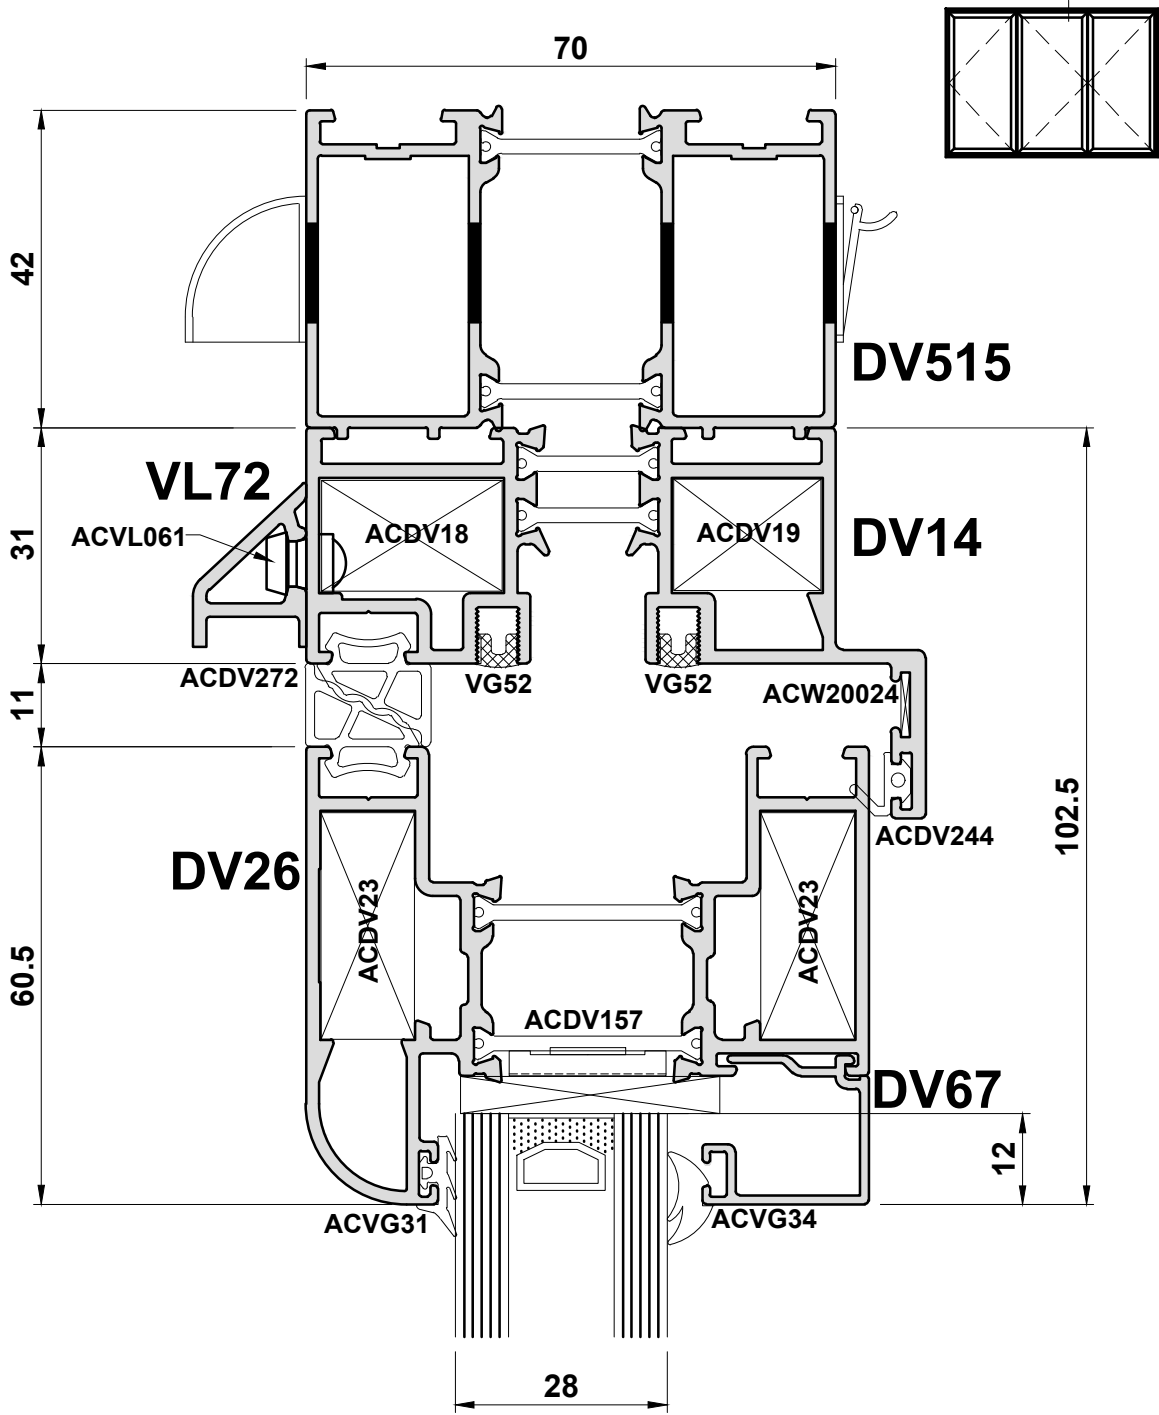 70
42
DV515
VL72
ACVL061
ACDV18
ACDV19
DV14
31
ACDV272
VG52
VG52
ACW20024
11
ACDV244
102.5
DV26
ACDV23
ACDV23
60.5
ACDV157
DV67
12
ACVG31
ACVG34
28